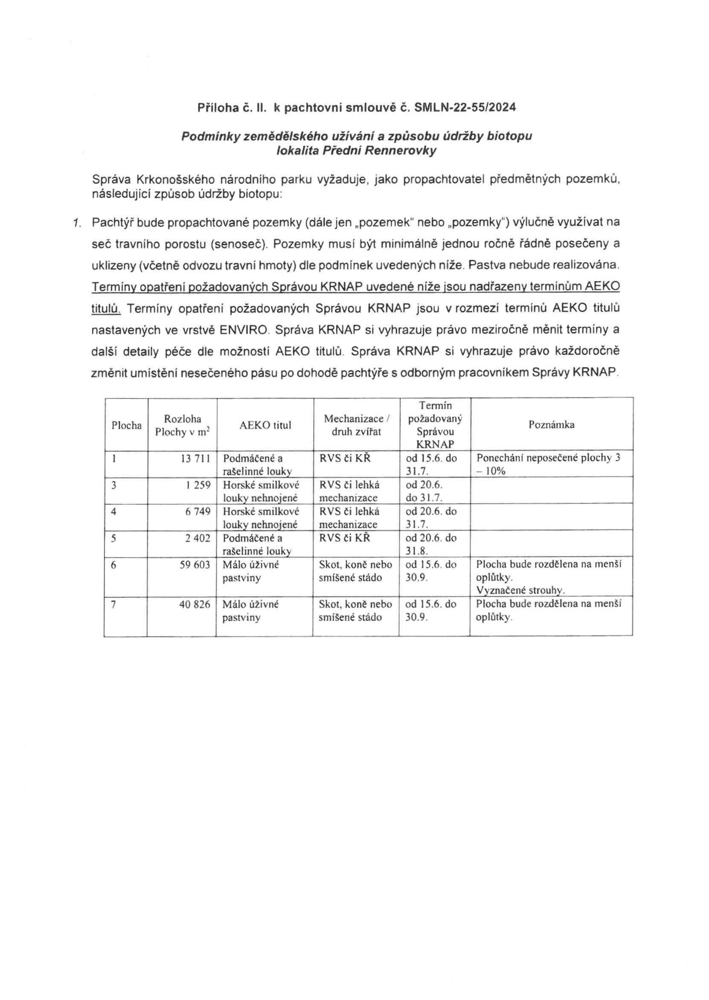 Příloha č. II. k pachtovní smlouvě č. SMLN-22-55/2024
Podmínky zemědělského užívání a způsobu údržby biotopu
lokalita Přední Rennerovky
Správa Krkonošského národního parku vyžaduje, jako propachtovatel předmětných pozemků,
následující způsob údržby biotopu:
1. Pachtýř bude propachtované pozemky (dále jen „pozemek“ nebo „pozemky“) výlučně využívat na
seč travního porostu (senoseč). Pozemky musí být minimálně jednou ročně řádně posečeny a
uklizeny (včetně odvozu travní hmoty) dle podmínek uvedených níže. Pastva nebude realizována.
Termíny opatření požadovaných Správou KRNAP uvedené níže jsou nadřazeny termínům AEKO
titulů. Termíny opatření požadovaných Správou KRNAP jsou v rozmezí termínů AEKO titulů
nastavených ve vrstvě ENVIRO. Správa KRNAP si vyhrazuje právo meziročně měnit termíny a
další detaily péče dle možností AEKO titulů. Správa KRNAP si vyhrazuje právo každoročně
změnit umístění nesečeného pásu po dohodě pachtýře s odborným pracovníkem Správy KRNAP.
Plocha
Rozloha
Plochy v m²
AEKO titul
Mechanizace /
druh zvířat
Termín
požadovaný
Správou
KRNAP
Poznámka
1
13 711
Podmáčené a
rašelinné louky
RVS či KŘ
od 15.6. do
31.7.
Ponechání neposečené plochy 3
– 10%
3
1 259
Horské smilkové
louky nehnojené
RVS či lehká
mechanizace
od 20.6.
do 31.7.
4
6 749
Horské smilkové
louky nehnojené
RVS či lehká
mechanizace
od 20.6. do
31.7.
5
2 402
Podmáčené a
rašelinné louky
RVS či KŘ
od 20.6. do
31.8.
6
59 603
Málo úživné
pastviny
Skot, koně nebo
smíšené stádo
od 15.6. do
30.9.
Plocha bude rozdělena na menší
oplůtky.
Vyznačené strouhy.
7
40 826
Málo úživné
pastviny
Skot, koně nebo
smíšené stádo
od 15.6. do
30.9.
Plocha bude rozdělena na menší
oplůtky.